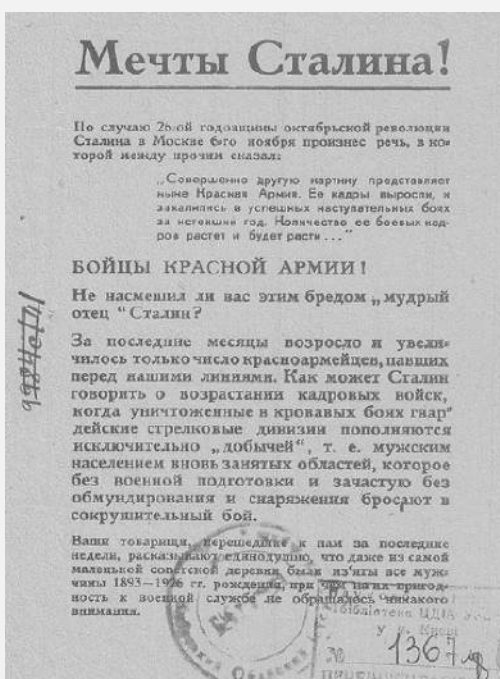 Мечты Сталина!
По случаю 26-ой годовщины октябрьской революции
Сталина в Москве 6-го ноября произнес речь, в ко-
торой между прочим сказал:
„Совершенно другую картину представляет
ныне Красная Армия. Ее кадры выросли, и
закалились в успешных наступательных боях
за истекший год. Количество ее боевых кад-
ров растет и будет расти...“
БОЙЦЫ КРАСНОЙ АРМИИ!
Не насмешил ли вас этим бредом „мудрый
отец“ Сталин?
За последние месяцы возросло и увели-
чилось только число красноармейцев, павших
перед нашими линиями. Как может Сталин
говорить о возрастании кадровых войск,
когда уничтоженные в кровавых боях гвар-
дейские стрелковые дивизии пополняются
исключительно „добычей“, т. е. мужским
населением вновь занятых областей, которое
без военной подготовки и зачастую без
обмундирования и снаряжения бросают в
сокрушительный бой.
Ваши товарищи, перешедшие к нам за последние
недели, рассказывают единодушно, что даже из самой
маленькой советской деревни были из'яты все муж-
чины 1893—1926 гг. рождения, при чем на их пригод-
ность к военной службе не обращалось никакого
внимания.
№ 1367